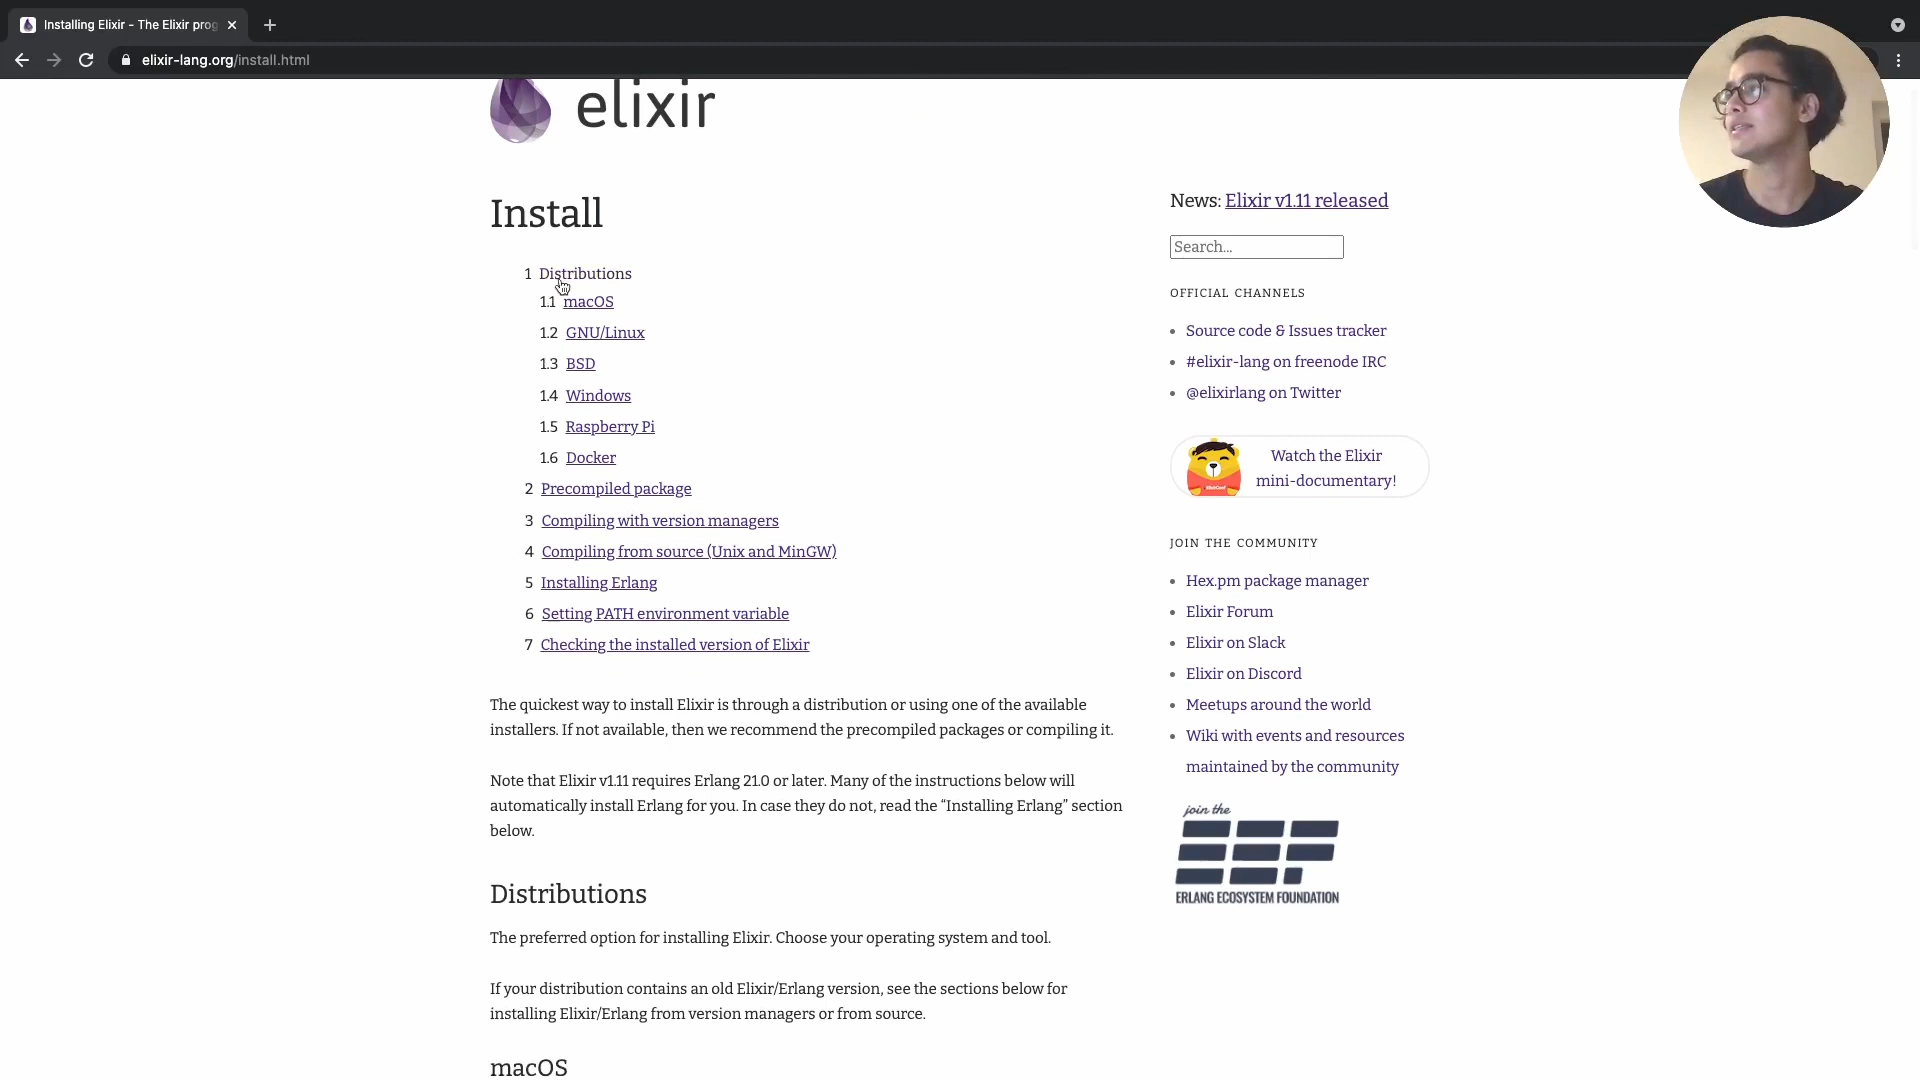 Installing Elixir - The Elixir prog
elixir-lang.org/install.html
elixir
Install
1 Distributions
1.1 macOS
1.2 GNU/Linux
1.3 BSD
1.4 Windows
1.5 Raspberry Pi
1.6 Docker
2 Precompiled package
3 Compiling with version managers
4 Compiling from source (Unix and MinGW)
5 Installing Erlang
6 Setting PATH environment variable
7 Checking the installed version of Elixir
The quickest way to install Elixir is through a distribution or using one of the available
installers. If not available, then we recommend the precompiled packages or compiling it.
Note that Elixir v1.11 requires Erlang 21.0 or later. Many of the instructions below will
automatically install Erlang for you. In case they do not, read the “Installing Erlang” section
below.
Distributions
The preferred option for installing Elixir. Choose your operating system and tool.
If your distribution contains an old Elixir/Erlang version, see the sections below for
installing Elixir/Erlang from version managers or from source.
macOS
News: Elixir v1.11 released
Search...
OFFICIAL CHANNELS
Source code & Issues tracker
#elixir-lang on freenode IRC
@elixirlang on Twitter
Watch the Elixir
mini-documentary!
JOIN THE COMMUNITY
Hex.pm package manager
Elixir Forum
Elixir on Slack
Elixir on Discord
Meetups around the world
Wiki with events and resources
maintained by the community
join the
EEF
ERLANG ECOSYSTEM FOUNDATION